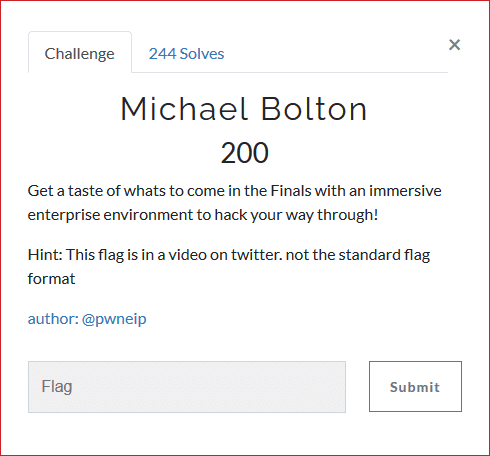 Challenge
244 Solves
×
Michael Bolton
200
Get a taste of whats to come in the Finals with an immersive
enterprise environment to hack your way through!
Hint: This flag is in a video on twitter. not the standard flag
format
author: @pwneip
Flag
Submit